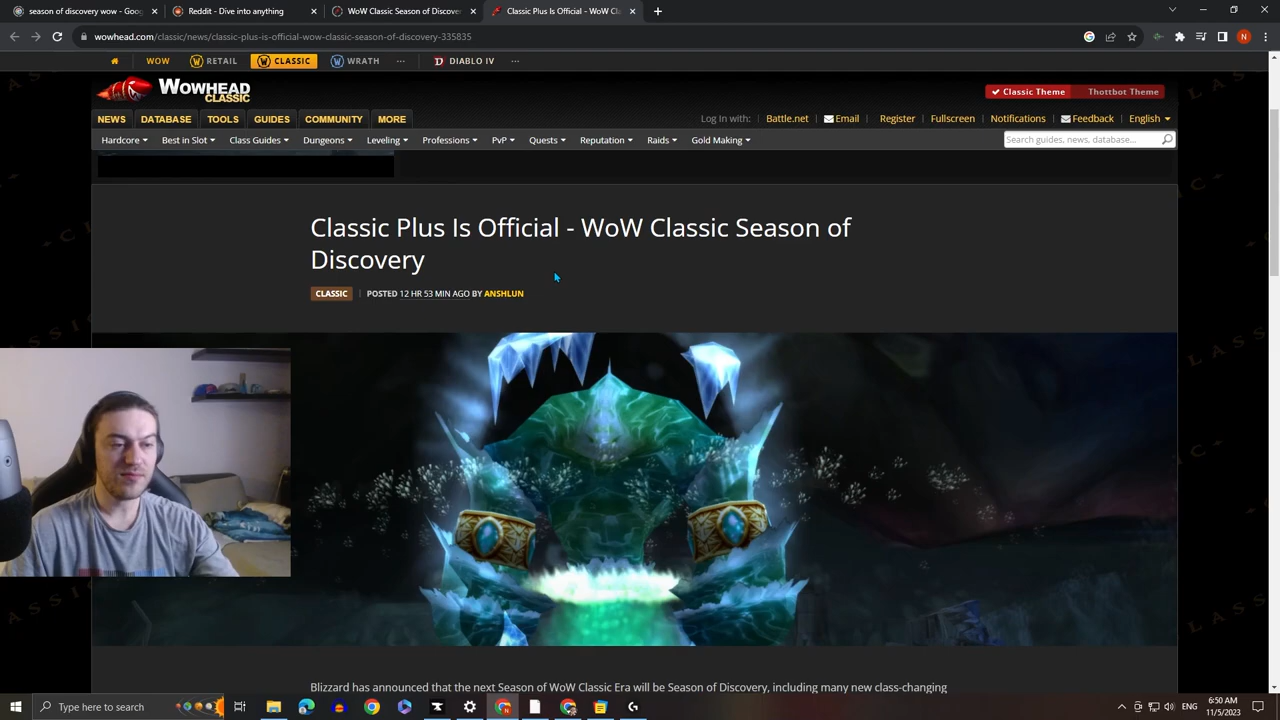 season of discovery wow - Goog
Reddit - Dive into anything
WoW Classic Season of Discover
Classic Plus Is Official - WoW Cl
wowhead.com/classic/news/classic-plus-is-official-wow-classic-season-of-discovery-335835
N
WOW
RETAIL
CLASSIC
WRATH
DIABLO IV
WOWHEAD
CLASSIC
Classic Theme
Thottbot Theme
NEWS DATABASE TOOLS GUIDES COMMUNITY MORE
Log In with: Battle.net Email Register Fullscreen Notifications Feedback English
Hardcore Best in Slot Class Guides Dungeons Leveling Professions PvP Quests Reputation Raids Gold Making
Search guides, news, database...
Classic Plus Is Official - WoW Classic Season of
Discovery
CLASSIC | POSTED 12 HR 53 MIN AGO BY ANSHLUN
Blizzard has announced that the next Season of WoW Classic Era will be Season of Discovery, including many new class-changing
Type here to search
ENG
6:50 AM
11/5/2023